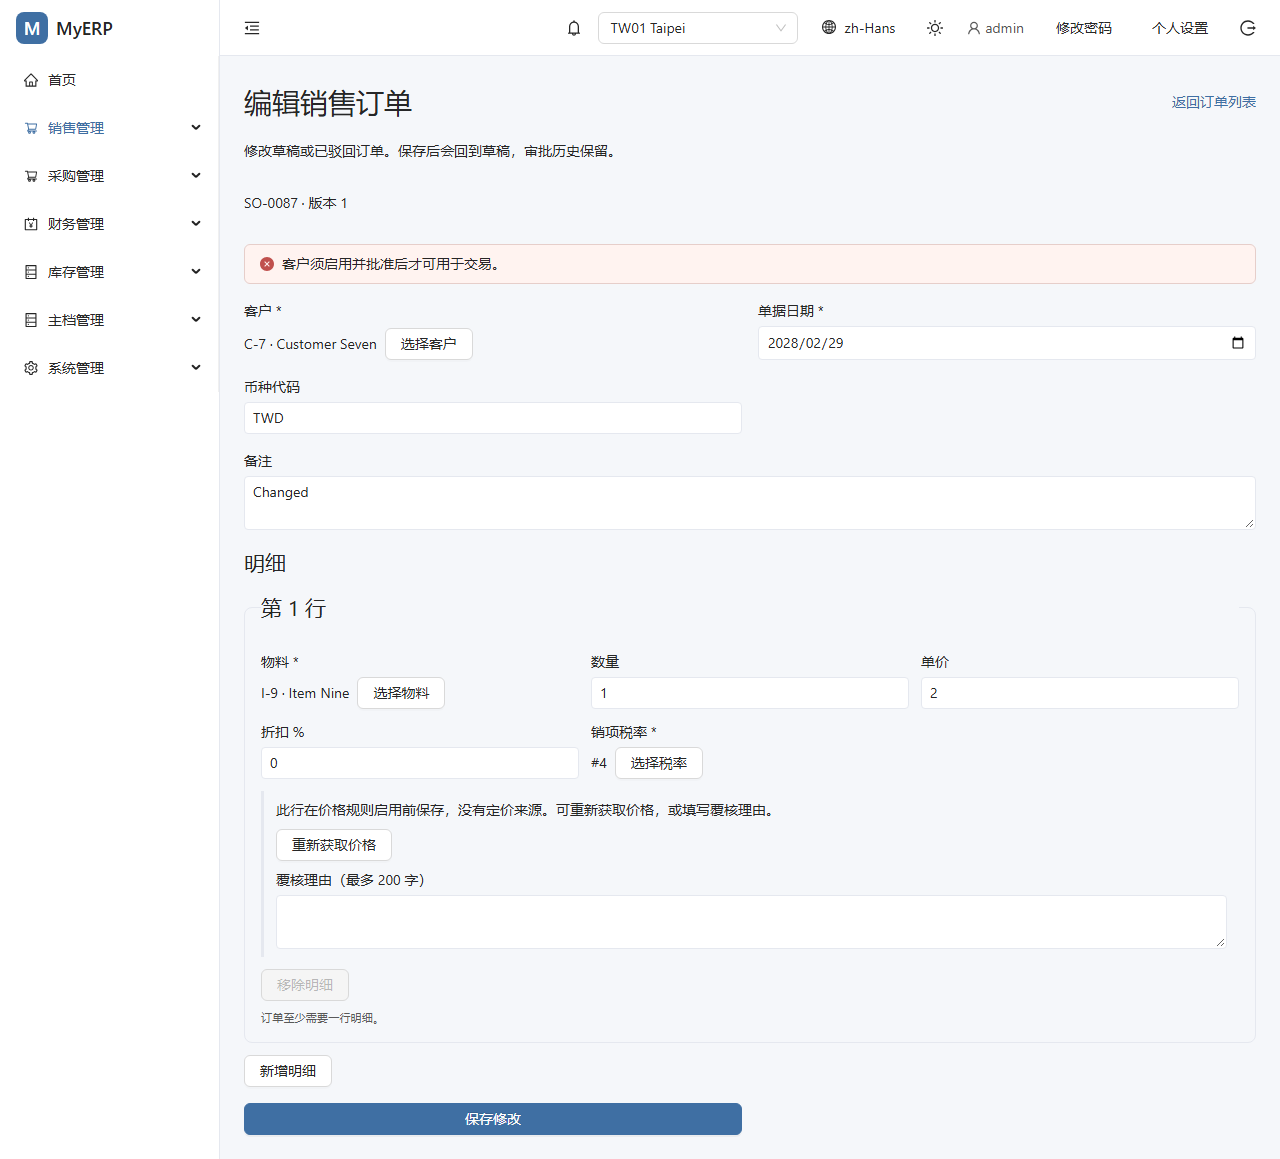 M MyERP
TW01 Taipei
zh-Hans
admin
修改密码
个人设置
首页
销售管理
采购管理
财务管理
库存管理
主档管理
系统管理
编辑销售订单
返回订单列表
修改草稿或已驳回订单。保存后会回到草稿，审批历史保留。
SO-0087 · 版本 1
客户须启用并批准后才可用于交易。
客户 *
单据日期 *
C-7 · Customer Seven 选择客户
2028/02/29
币种代码
TWD
备注
Changed
明细
第 1 行
物料 *
数量
单价
I-9 · Item Nine 选择物料
1
2
折扣 %
销项税率 *
0
#4 选择税率
此行在价格规则启用前保存，没有定价来源。可重新获取价格，或填写覆核理由。
重新获取价格
覆核理由（最多 200 字）
移除明细
订单至少需要一行明细。
新增明细
保存修改